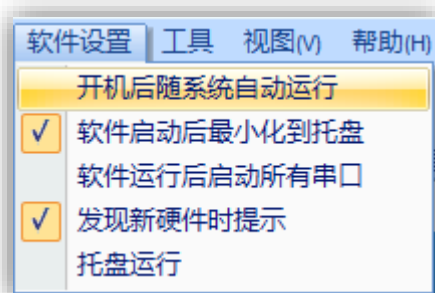 软件设置 工具 视图(V) 帮助(H)
开机后随系统自动运行
软件启动后最小化到托盘
软件运行后启动所有串口
发现新硬件时提示
托盘运行